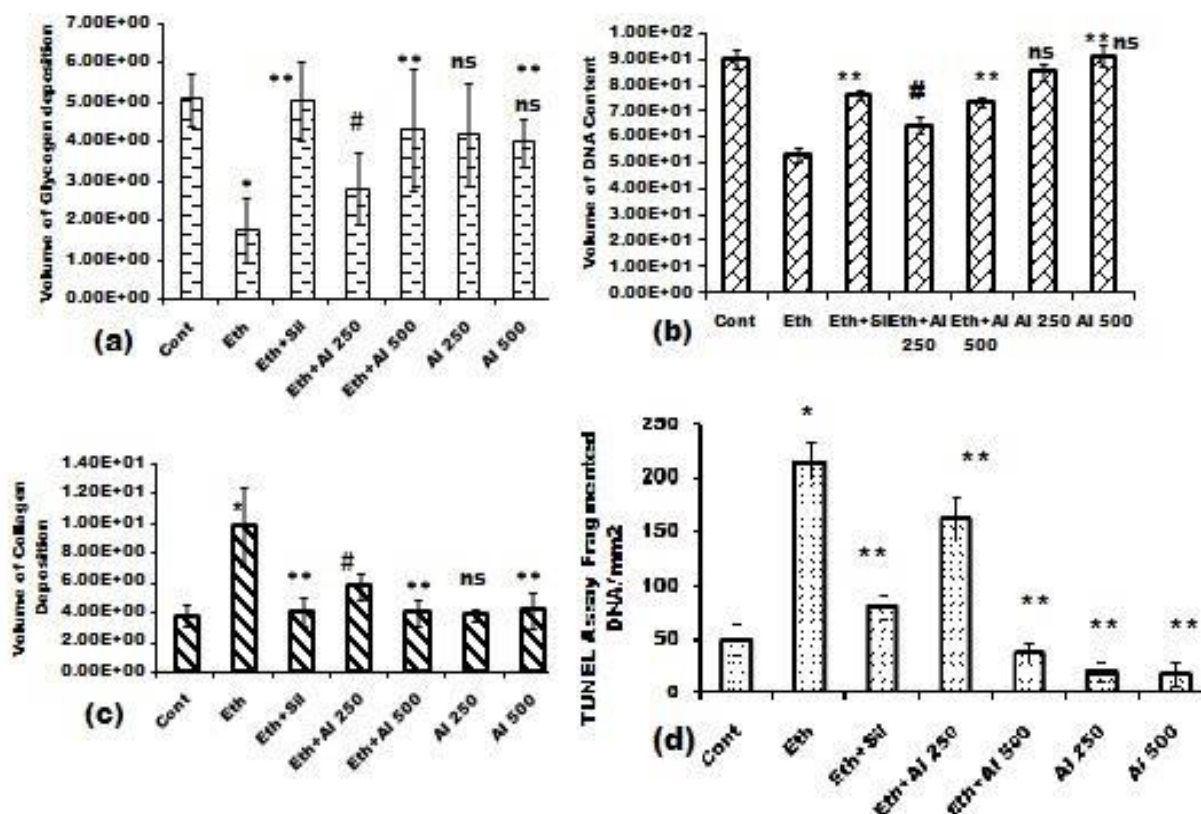 Volume of Glycogen deposition
7.00E+00
6.00E+00
5.00E+00
4.00E+00
3.00E+00
2.00E+00
1.00E+00
0.00E+00
*
**
#
**
ns
**
ns
Cont
Eth
Eth+Sil
Eth+Al 250
Eth+Al 500
Al 250
Al 500
(a)
Volume of DNA Content
1.00E+02
9.00E+01
8.00E+01
7.00E+01
6.00E+01
5.00E+01
4.00E+01
3.00E+01
2.00E+01
1.00E+01
0.00E+00
**
#
**
ns
** ns
Cont Eth Eth+Sil Eth+Al Eth+Al Al 250 Al 500
250 500
(b)
Volume of Collagen
Deposition
1.40E+01
1.20E+01
1.00E+01
8.00E+00
6.00E+00
4.00E+00
2.00E+00
0.00E+00
*
**
#
**
ns
**
Cont
Eth
Eth+Sil
Eth+Al 250
Eth+Al 500
Al 250
Al 500
(c)
TUNEL Assay Fragmented
DNA/mm2
250
200
150
100
50
0
*
**
**
**
**
**
Cont
Eth
Eth+Sil
Eth+Al 250
Eth+Al 500
Al 250
Al 500
(d)